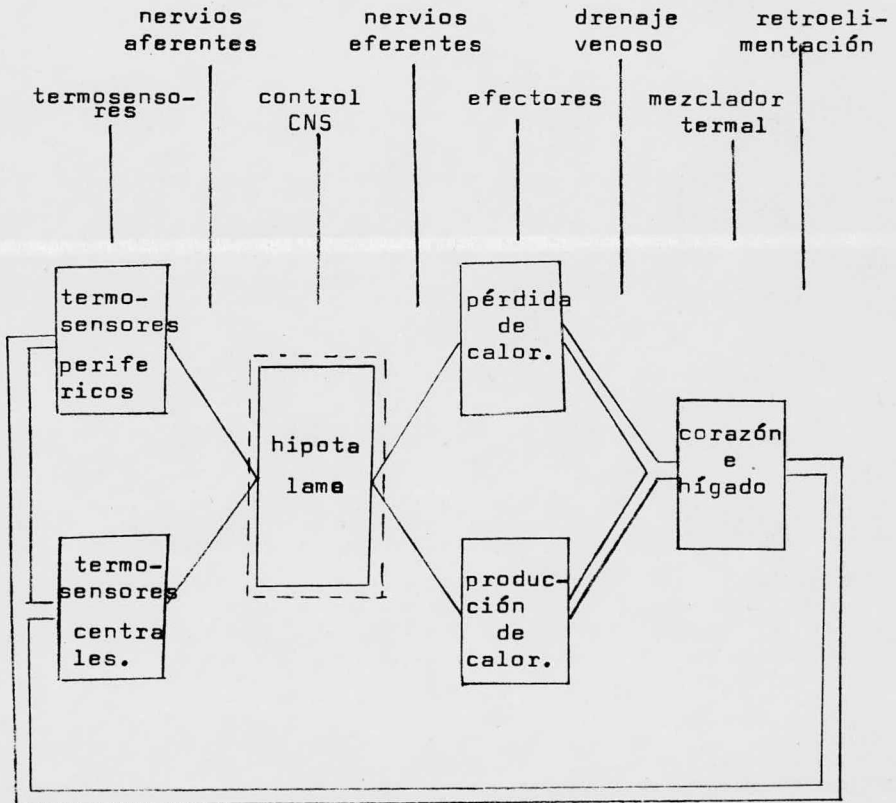 nervios
aferentes
nervios
eferentes
drenaje
venoso
retroeli-
mentación
termosenso-
res
control
CNS
efectores
mezclador
termal
termo-
sensores
perife
ricos
hipota
lamo
pérdida
de
calor.
corazón
e
hígado
termo-
sensores
centra
les.
produc-
ción
de
calor.